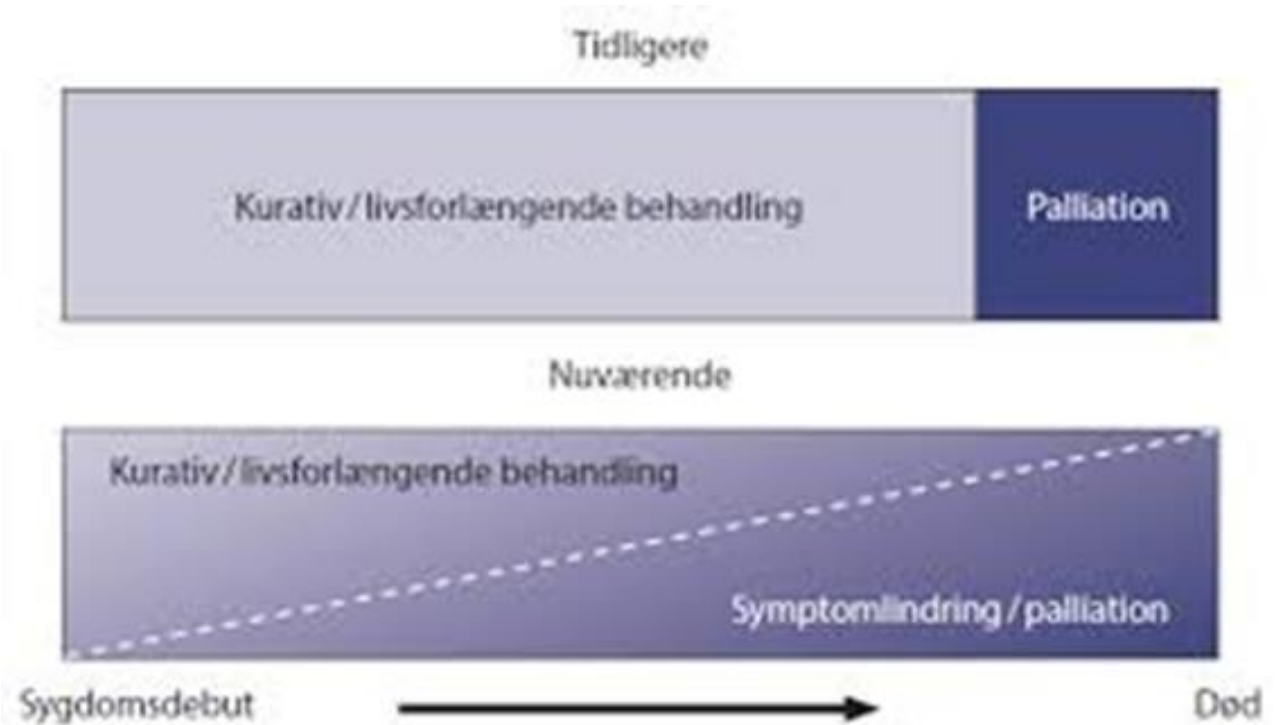 Tidligere
Kurativ/livsforlængende behandling
Palliation
Nuværende
Kurativ/livsforlængende behandling
Symptomlindring/palliation
Sygdomsdebut
Død